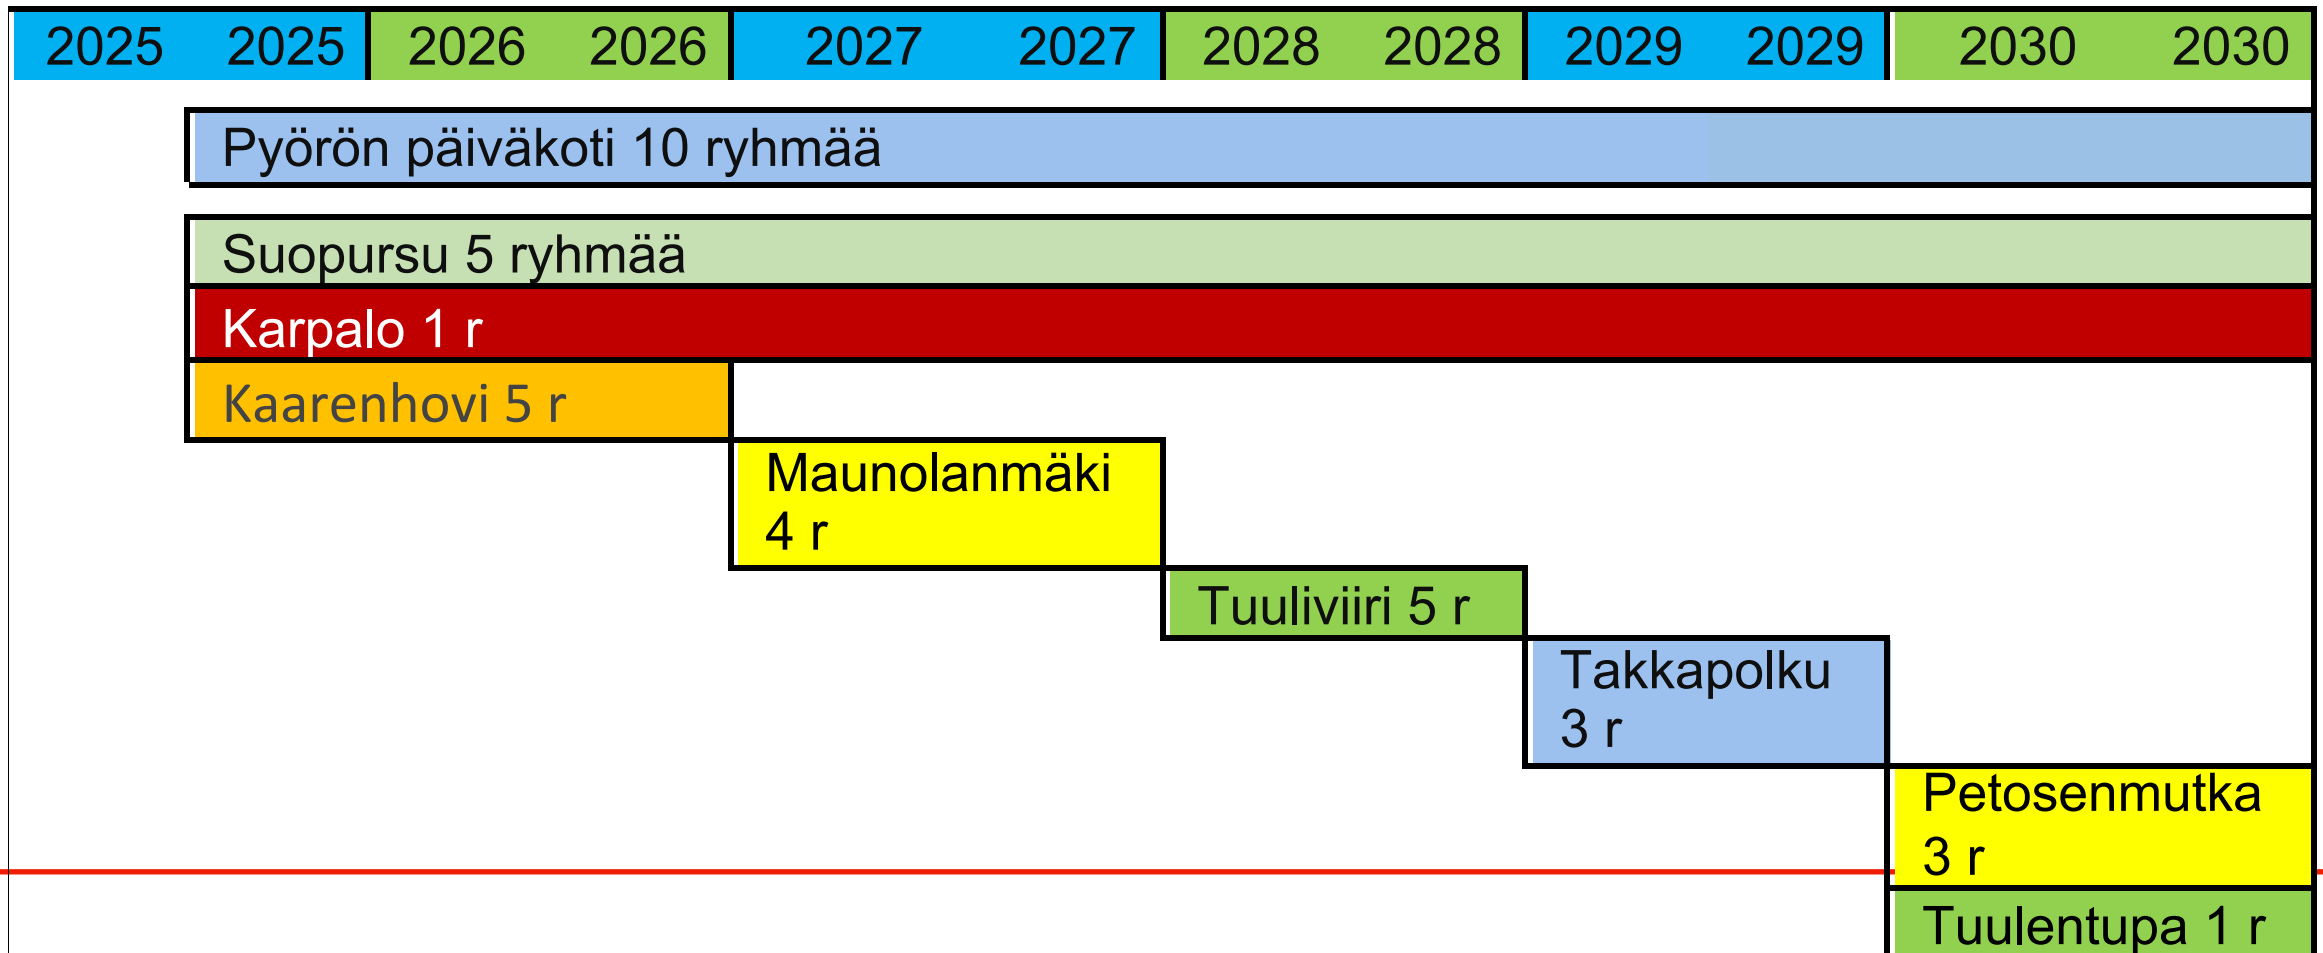 2025 2025 2026 2026 2027 2027 2028 2028 2029 2029 2030 2030
Pyörön päiväkoti 10 ryhmää
Suopursu 5 ryhmää
Karpalo 1 r
Kaarenhovi 5 r
Maunolanmäki
4 r
Tuuliviiri 5 r
Takkapolku
3 r
Petosenmutka
3 r
Tuulentupa 1 r